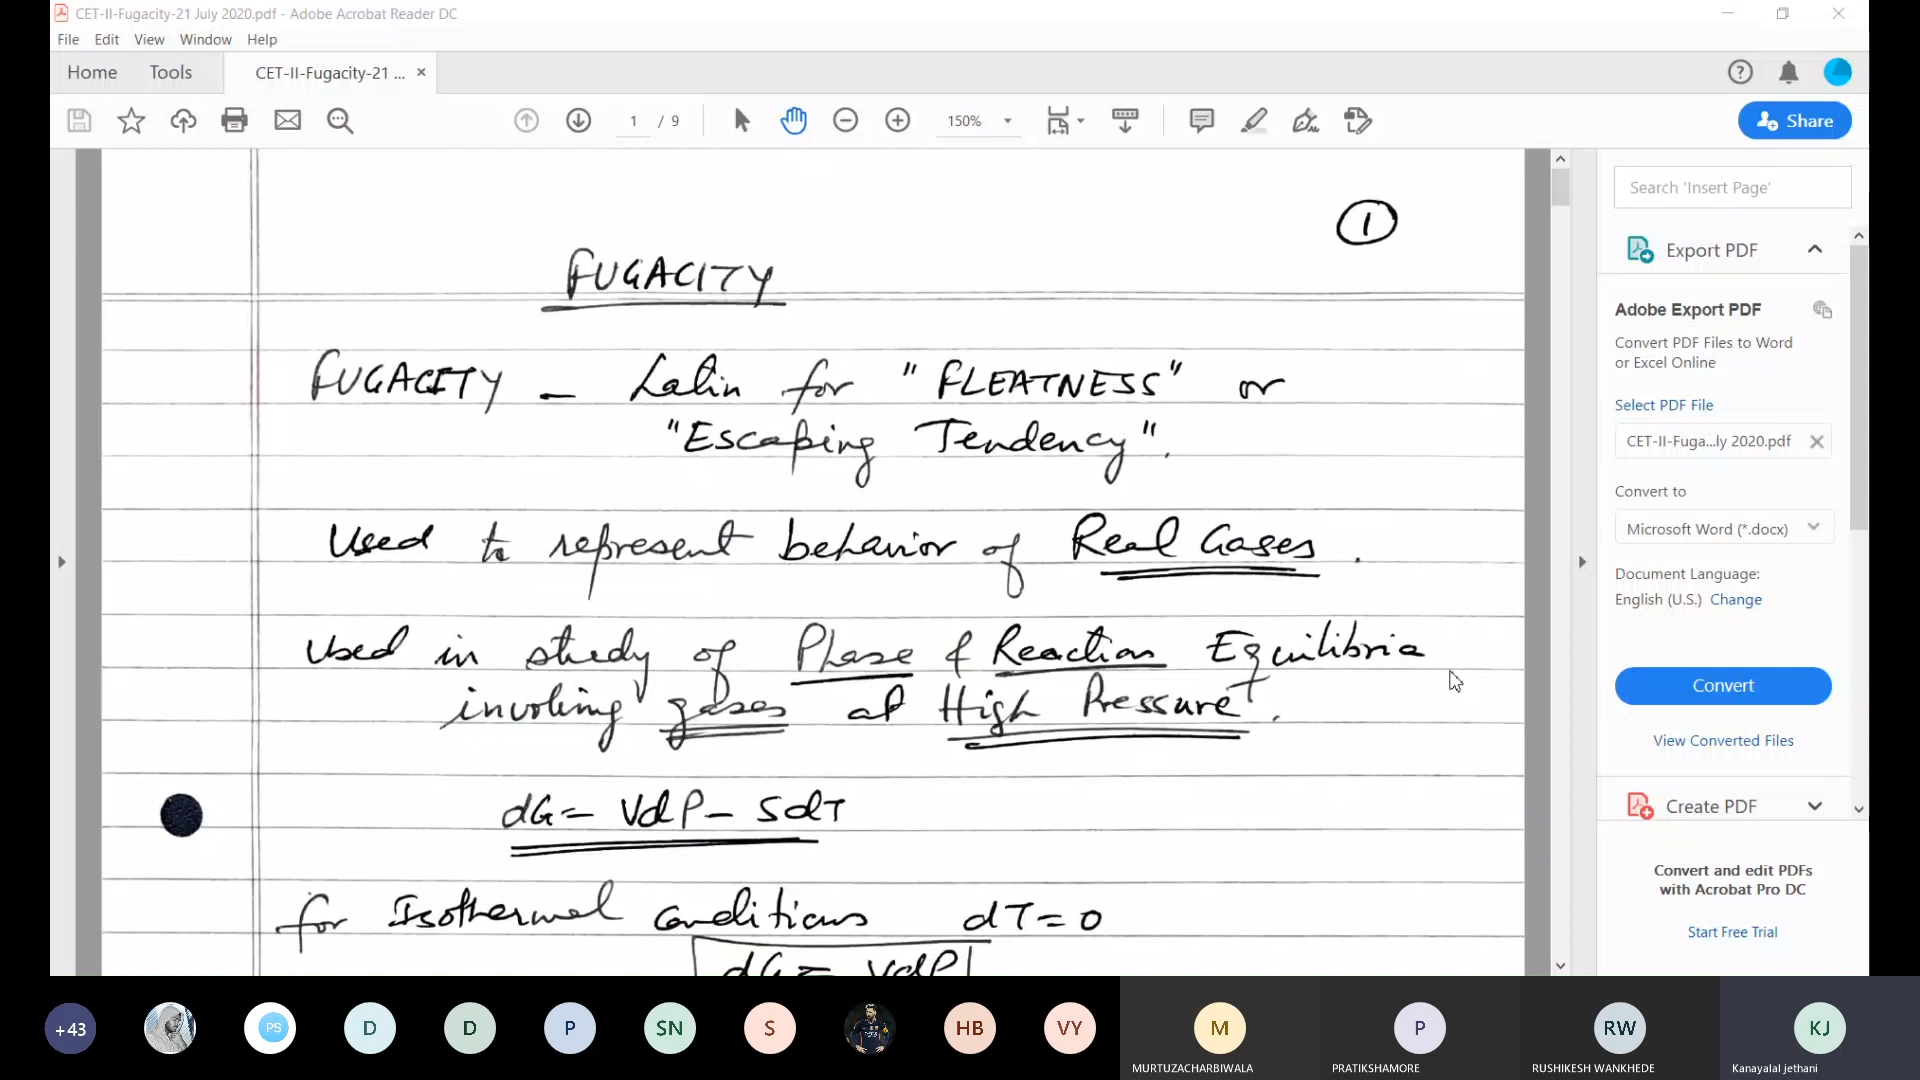 CET-II-Fugacity-21 July 2020.pdf - Adobe Acrobat Reader DC
File Edit View Window Help
Home Tools CET-II-Fugacity-21 ... ×
1 / 9 150% Share
①
FUGACITY
FUGACITY - Latin for "FLEATNESS" or
"Escaping Tendency".
Used to represent behavior of Real Gases.
Used in study of Phase & Reaction Equilibria
involving gases at High Pressure.
dG = VdP - SdT
for Isothermal conditions dT = 0
dG = VdP
Search 'Insert Page'
Export PDF
Adobe Export PDF
Convert PDF Files to Word
or Excel Online
Select PDF File
CET-II-Fuga...ly 2020.pdf
Convert to
Microsoft Word (*.docx)
Document Language:
English (U.S.) Change
Convert
View Converted Files
Create PDF
Convert and edit PDFs
with Acrobat Pro DC
Start Free Trial
+43 PS D D P SN S HB VY M P RW KJ
MURTUZACHARBIWALA PRATIKSHAMORE RUSHIKESH WANKHEDE Kanayalal jethani